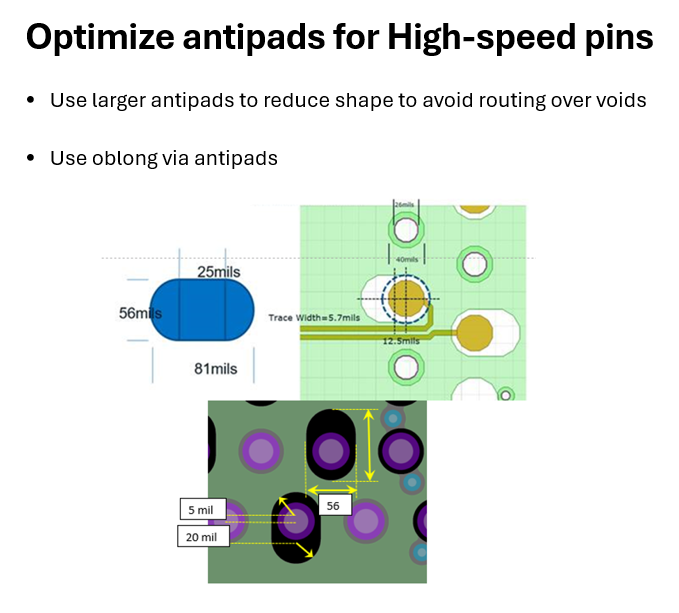 Optimize antipads for High-speed pins
• Use larger antipads to reduce shape to avoid routing over voids
• Use oblong via antipads
26mils
40mils
25mils
56mils
Trace Width=5.7mils
12.5mils
81mils
56
5 mil
20 mil